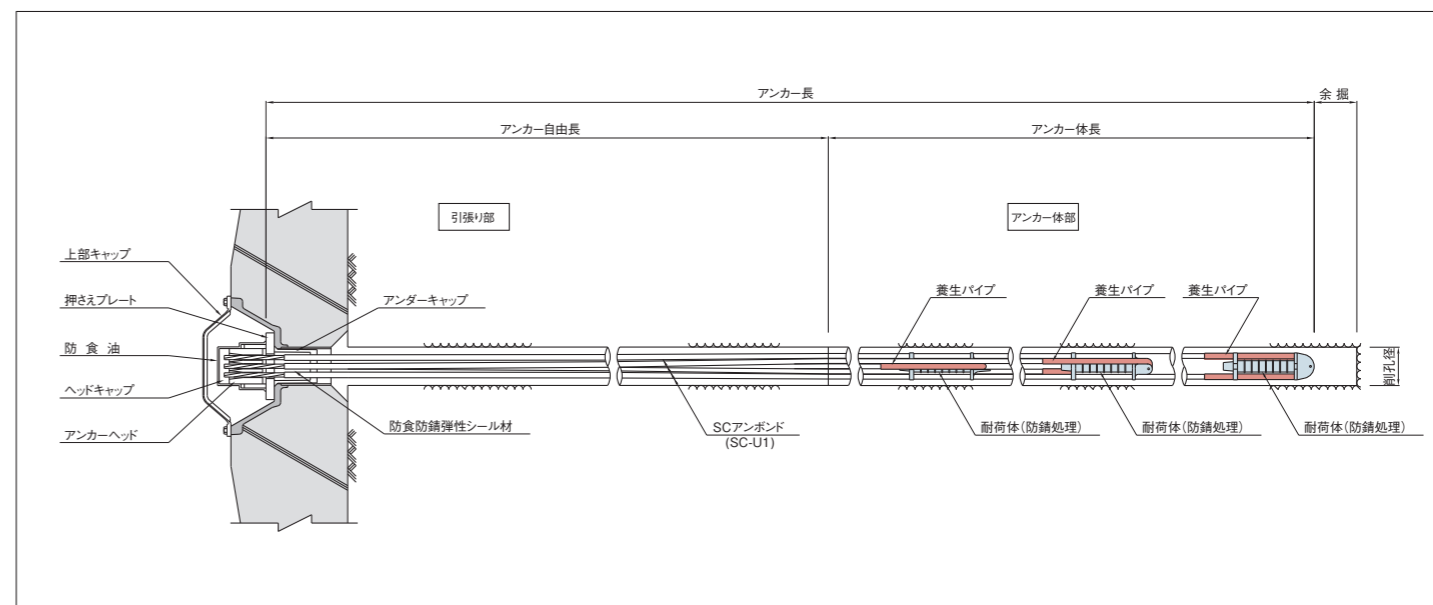 アンカー長
余掘
アンカー自由長
アンカー体長
引張り部
アンカー体部
上部キャップ
押さえプレート
アンダーキャップ
養生パイプ
養生パイプ
養生パイプ
防食油
ヘッドキャップ
アンカーヘッド
防食防錆弾性シール材
SCアンボンド
(SC-U1)
耐荷体(防錆処理)
耐荷体(防錆処理)
耐荷体(防錆処理)
削孔径